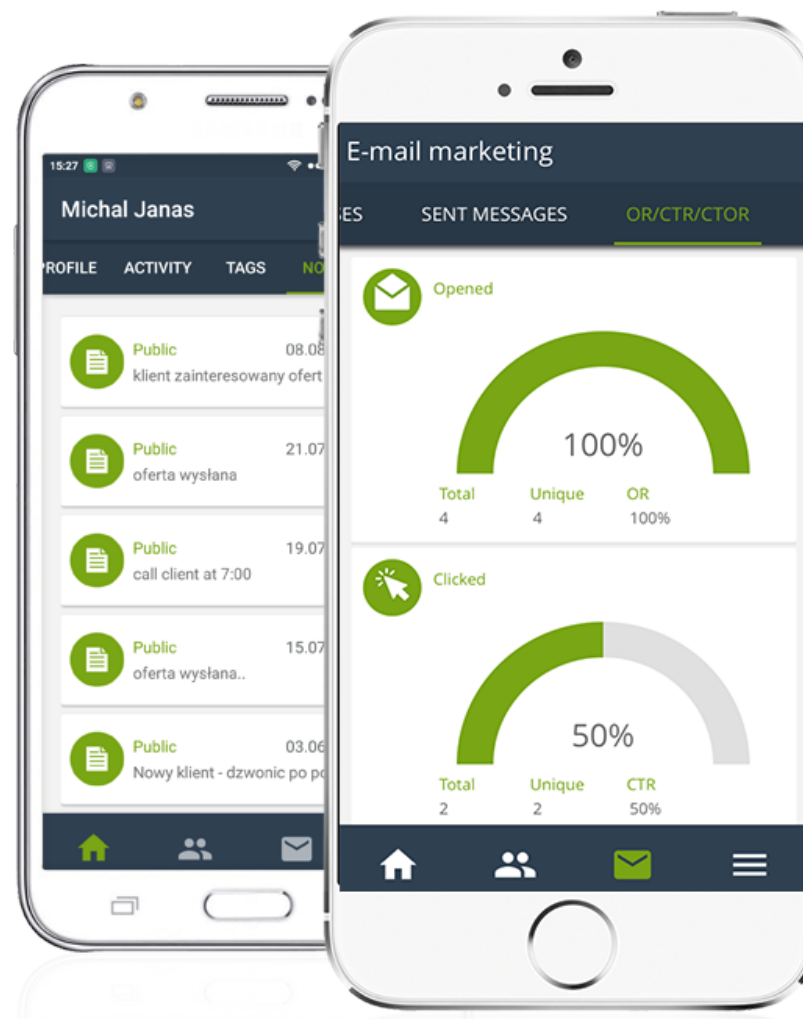 15:27
Michal Janas
PROFILE ACTIVITY TAGS
Public 08.08
klient zainteresowany ofert
Public 21.07
oferta wysłana
Public 19.07
call client at 7:00
Public 15.07
oferta wysłana..
Public 03.06
Nowy klient - dzwonic po
E-mail marketing
SENT MESSAGES OR/CTR/CTOR
Opened
100%
Total Unique OR
4 4 100%
Clicked
50%
Total Unique CTR
2 2 50%